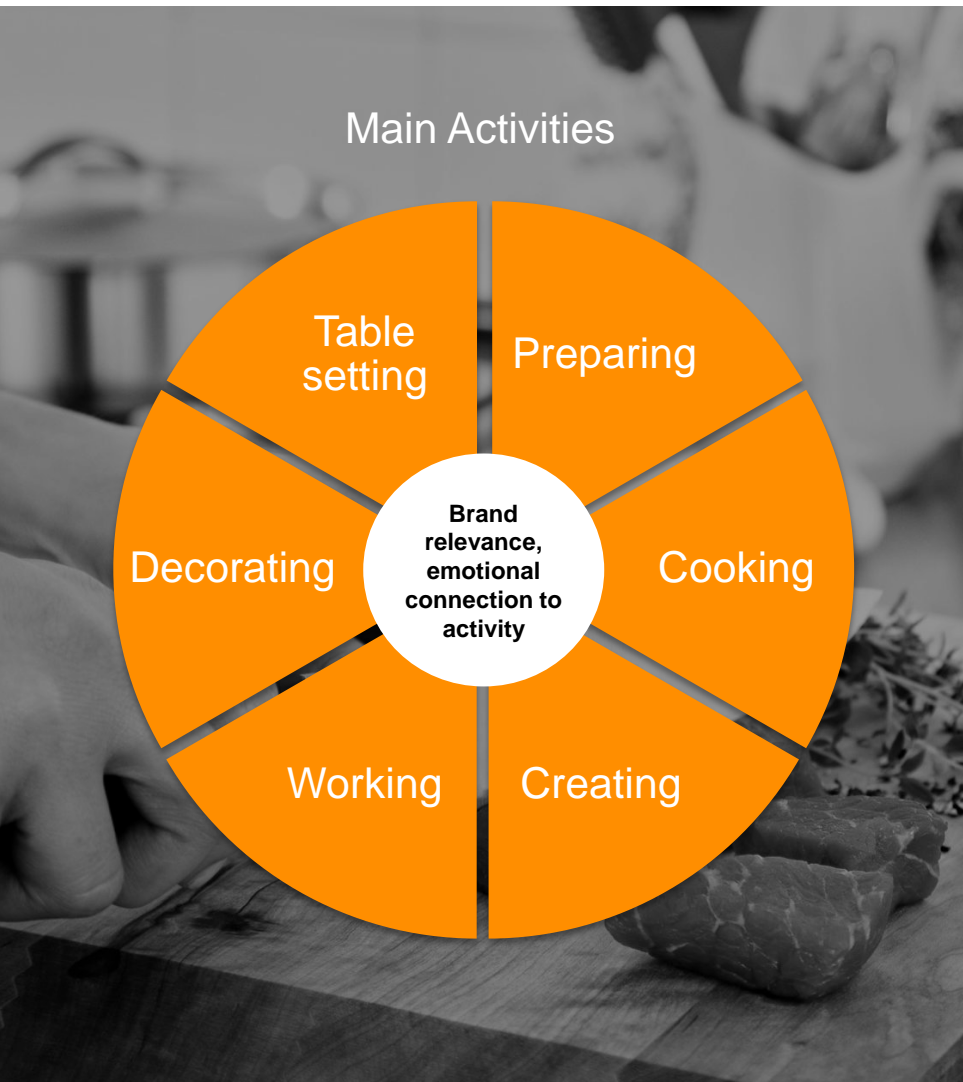 Main Activities
Table
setting
Preparing
Decorating
Brand
relevance,
emotional
connection to
activity
Cooking
Working
Creating